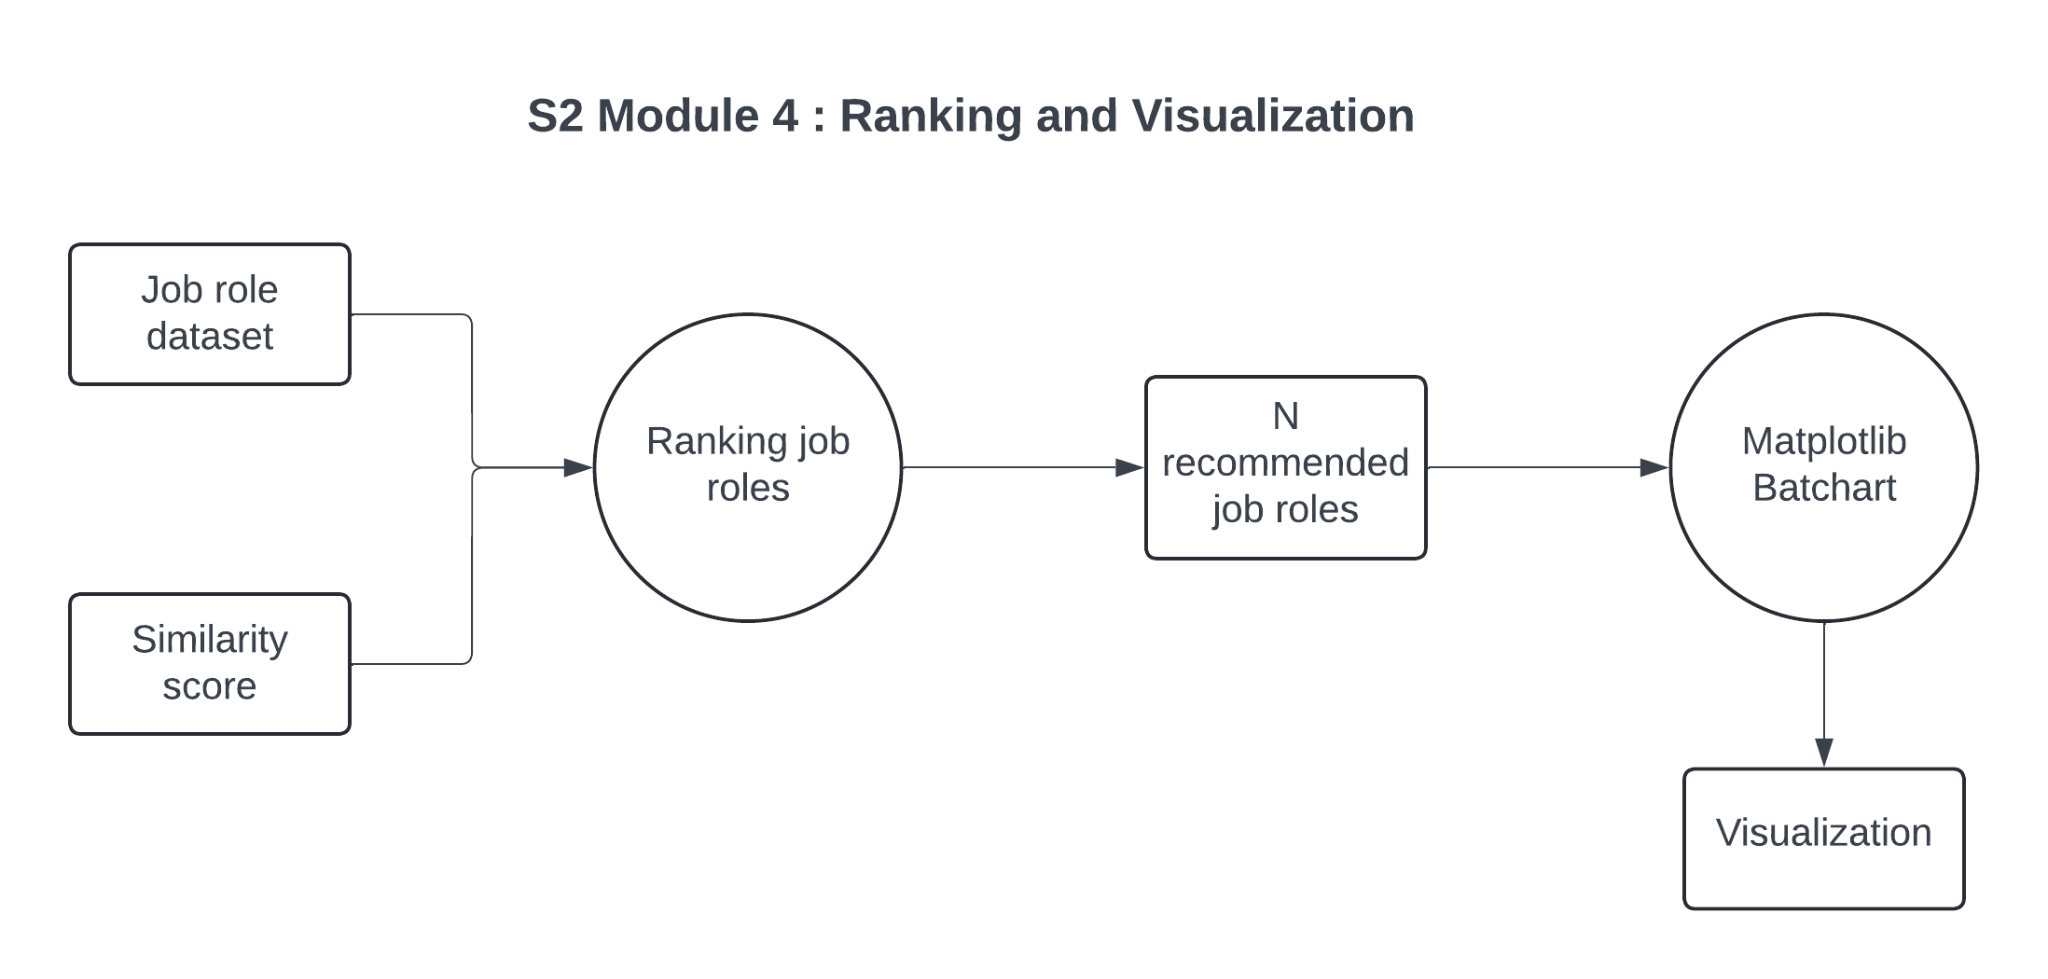 S2 Module 4 : Ranking and Visualization
Job role
dataset
Similarity
score
Ranking job
roles
N
recommended
job roles
Matplotlib
Batchart
Visualization